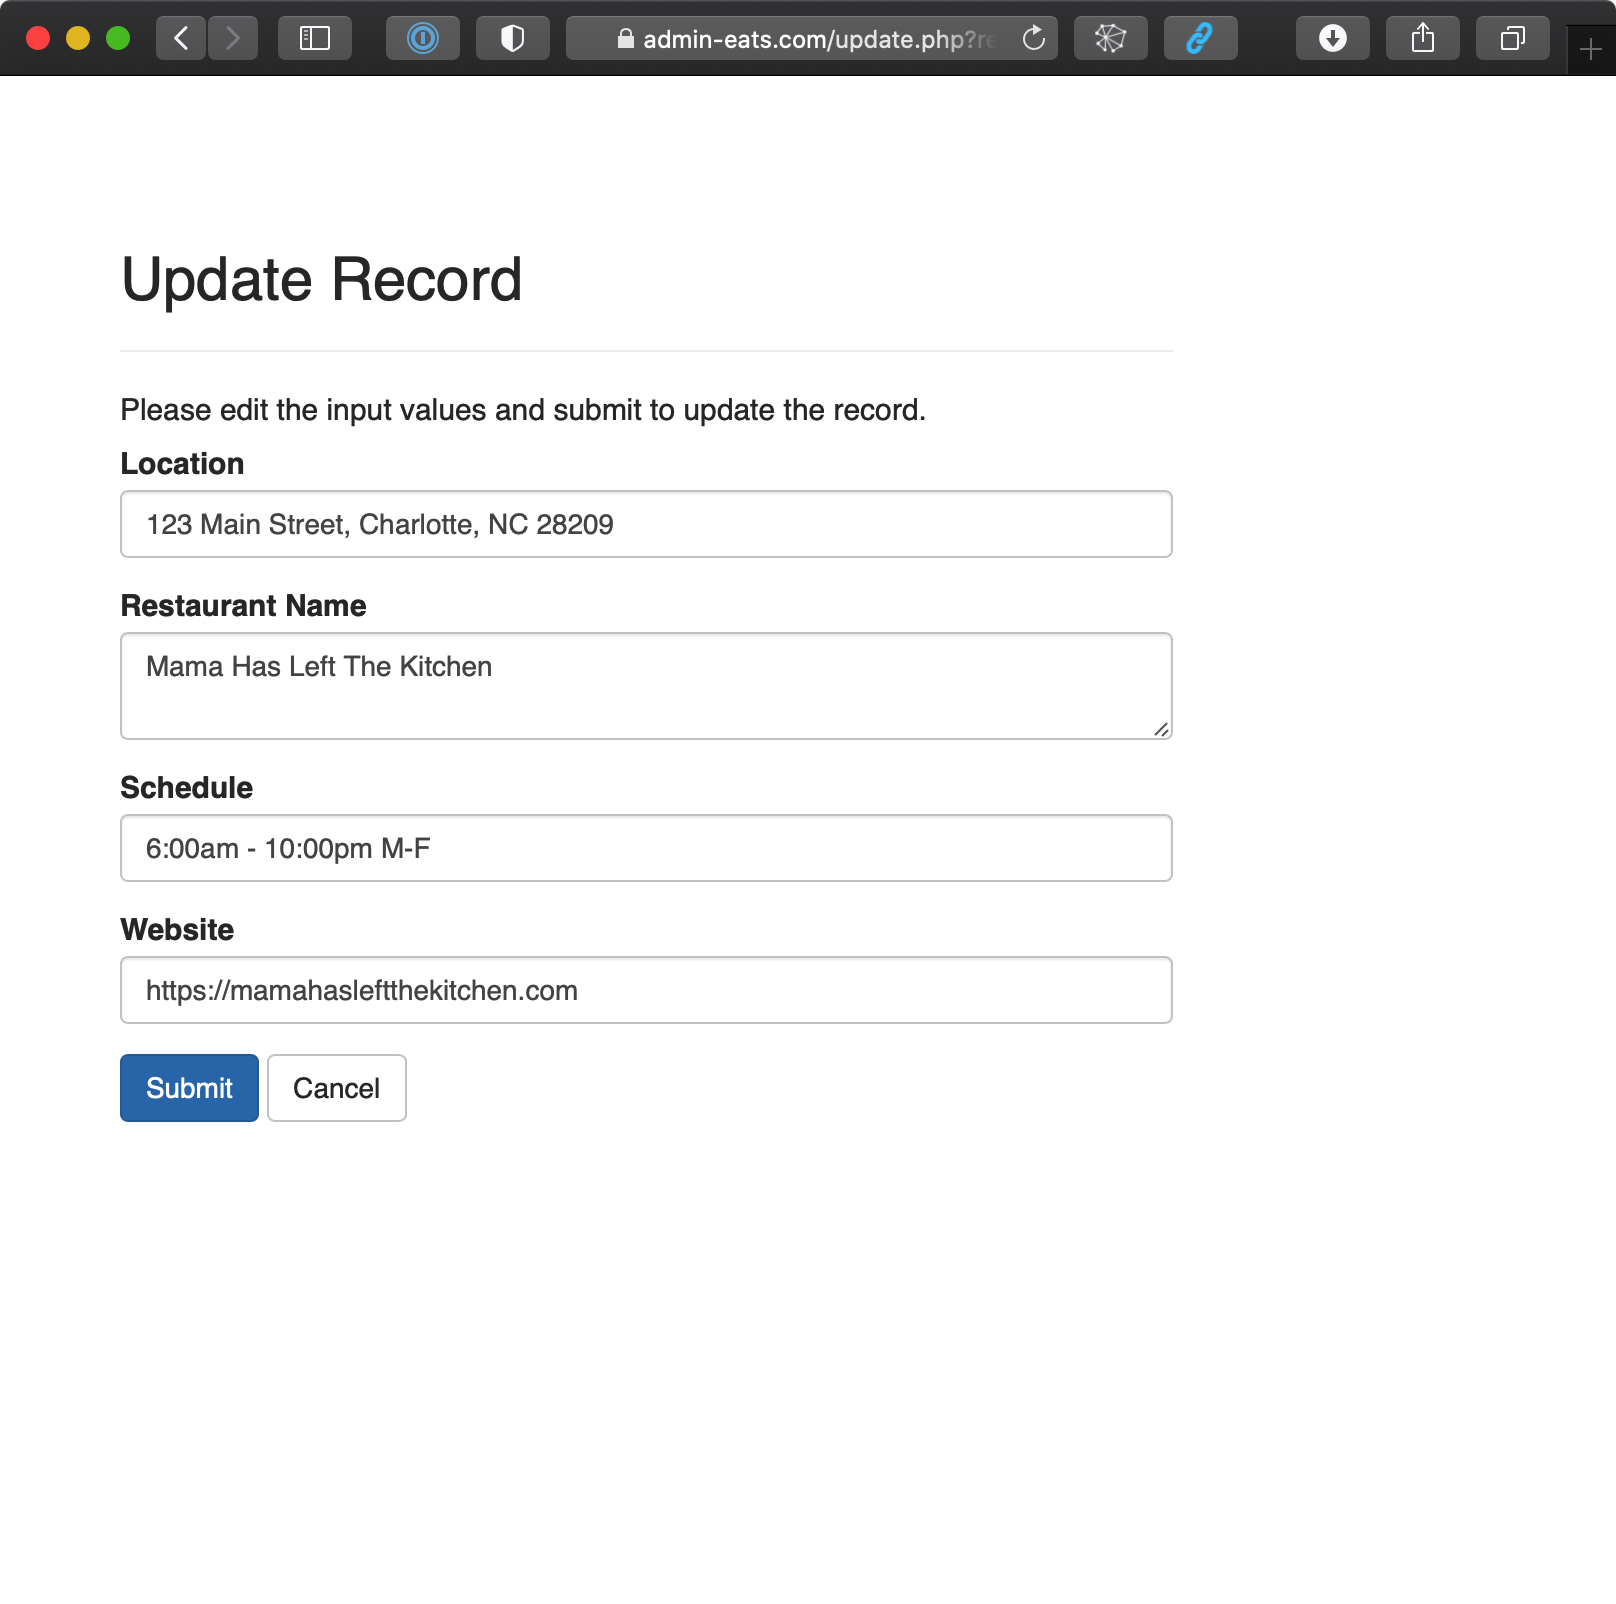 admin-eats.com/update.php?re
Update Record
Please edit the input values and submit to update the record.
Location
123 Main Street, Charlotte, NC 28209
Restaurant Name
Mama Has Left The Kitchen
Schedule
6:00am - 10:00pm M-F
Website
https://mamahasleftthekitchen.com
Submit Cancel